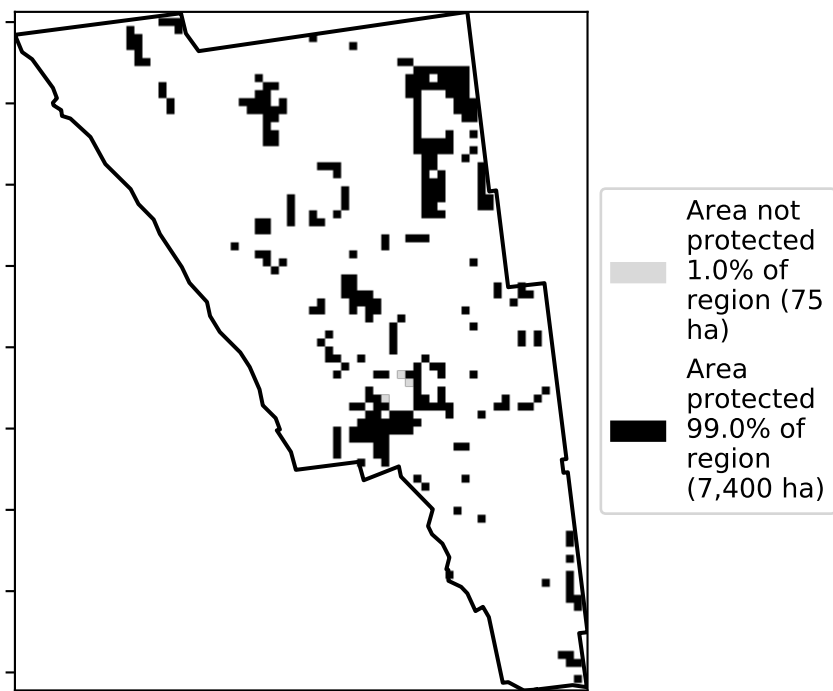 Area not
protected
1.0% of
region (75
ha)
Area
protected
99.0% of
region
(7,400 ha)